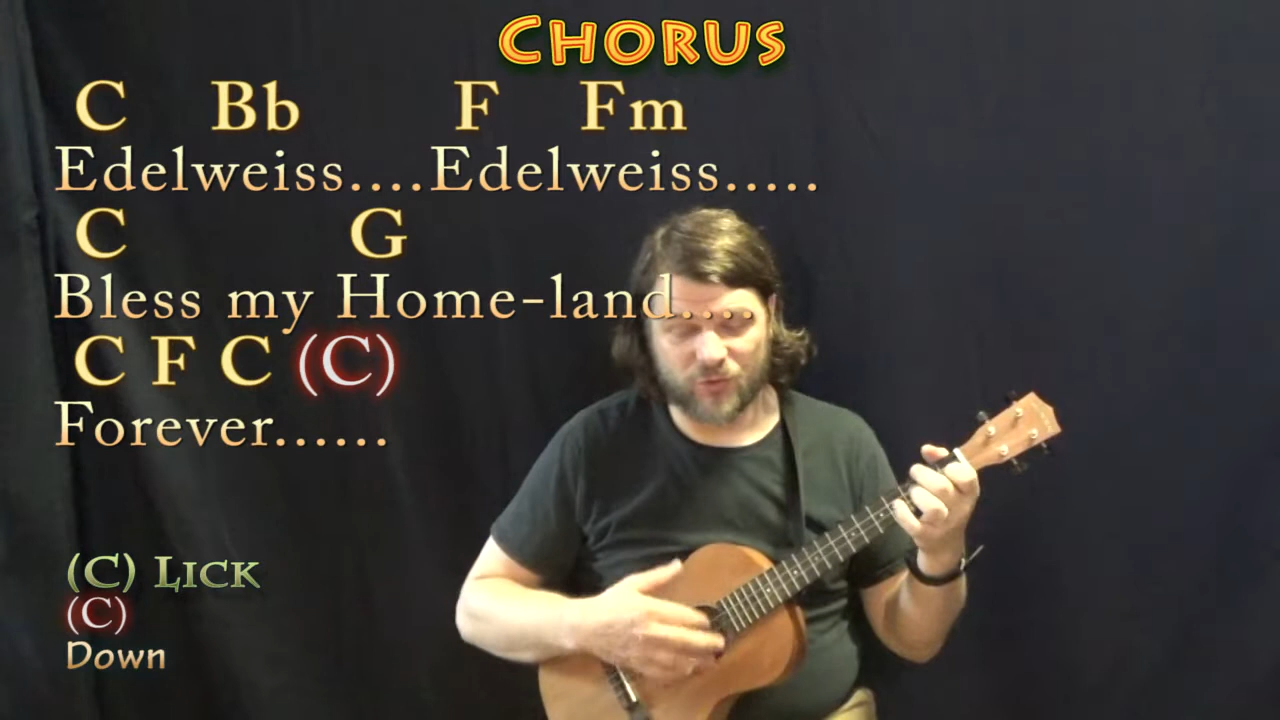 CHORUS
C Bb F Fm
Edelweiss....Edelweiss.....
C G
Bless my Home-land....
C F C (C)
Forever......
(C) LICK
(C)
Down